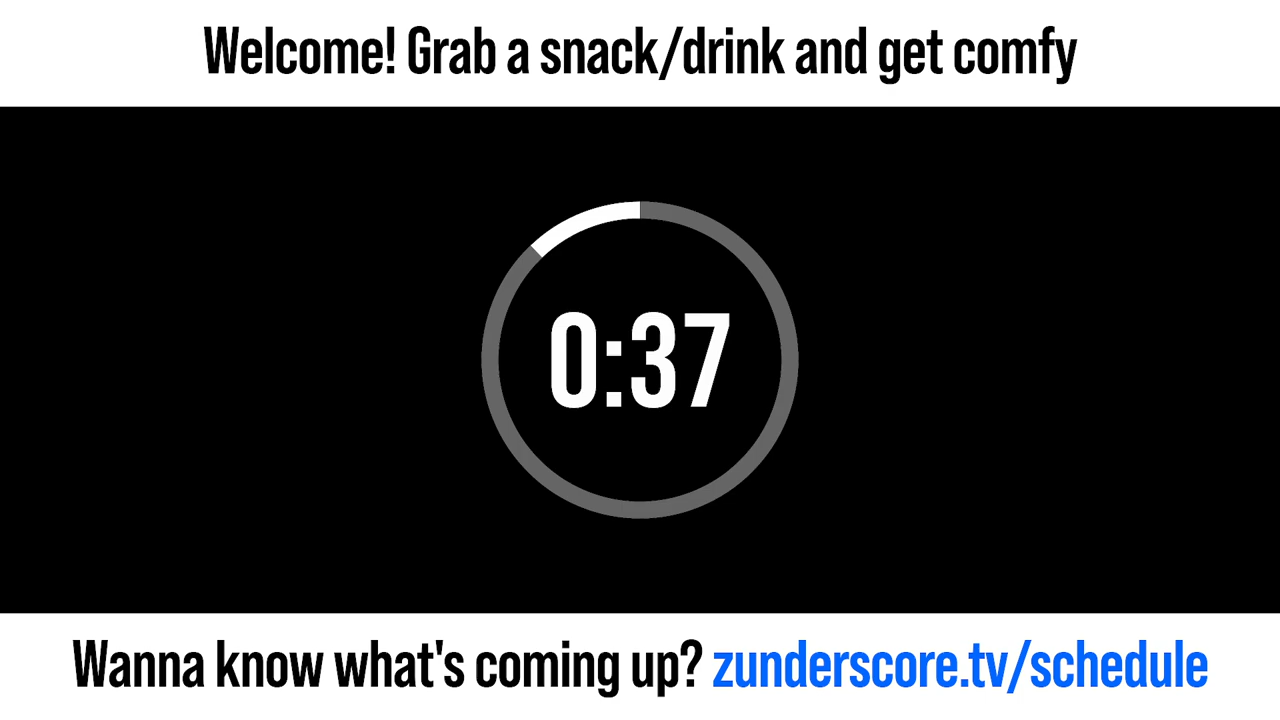 Welcome! Grab a snack/drink and get comfy
0:37
Wanna know what's coming up? zunderscore.tv/schedule